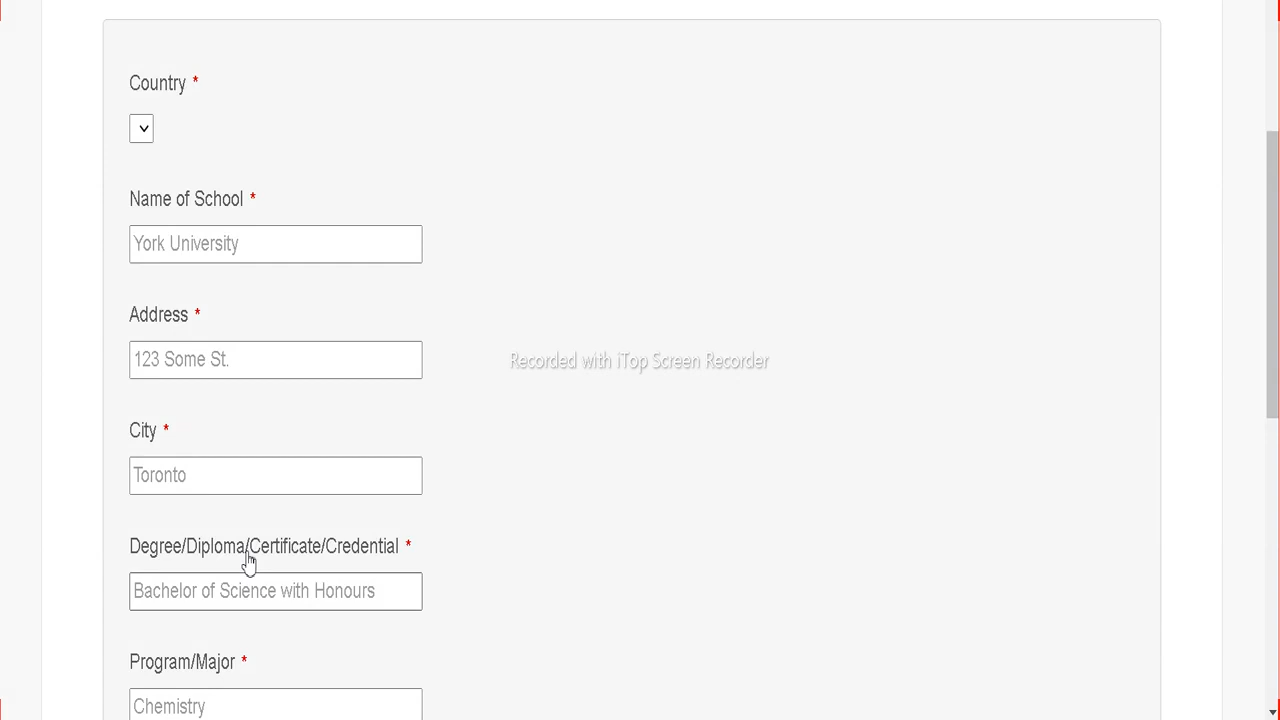 Country *
Name of School *
York University
Address *
123 Some St.
Recorded with iTop Screen Recorder
City *
Toronto
Degree/Diploma/Certificate/Credential *
Bachelor of Science with Honours
Program/Major *
Chemistry